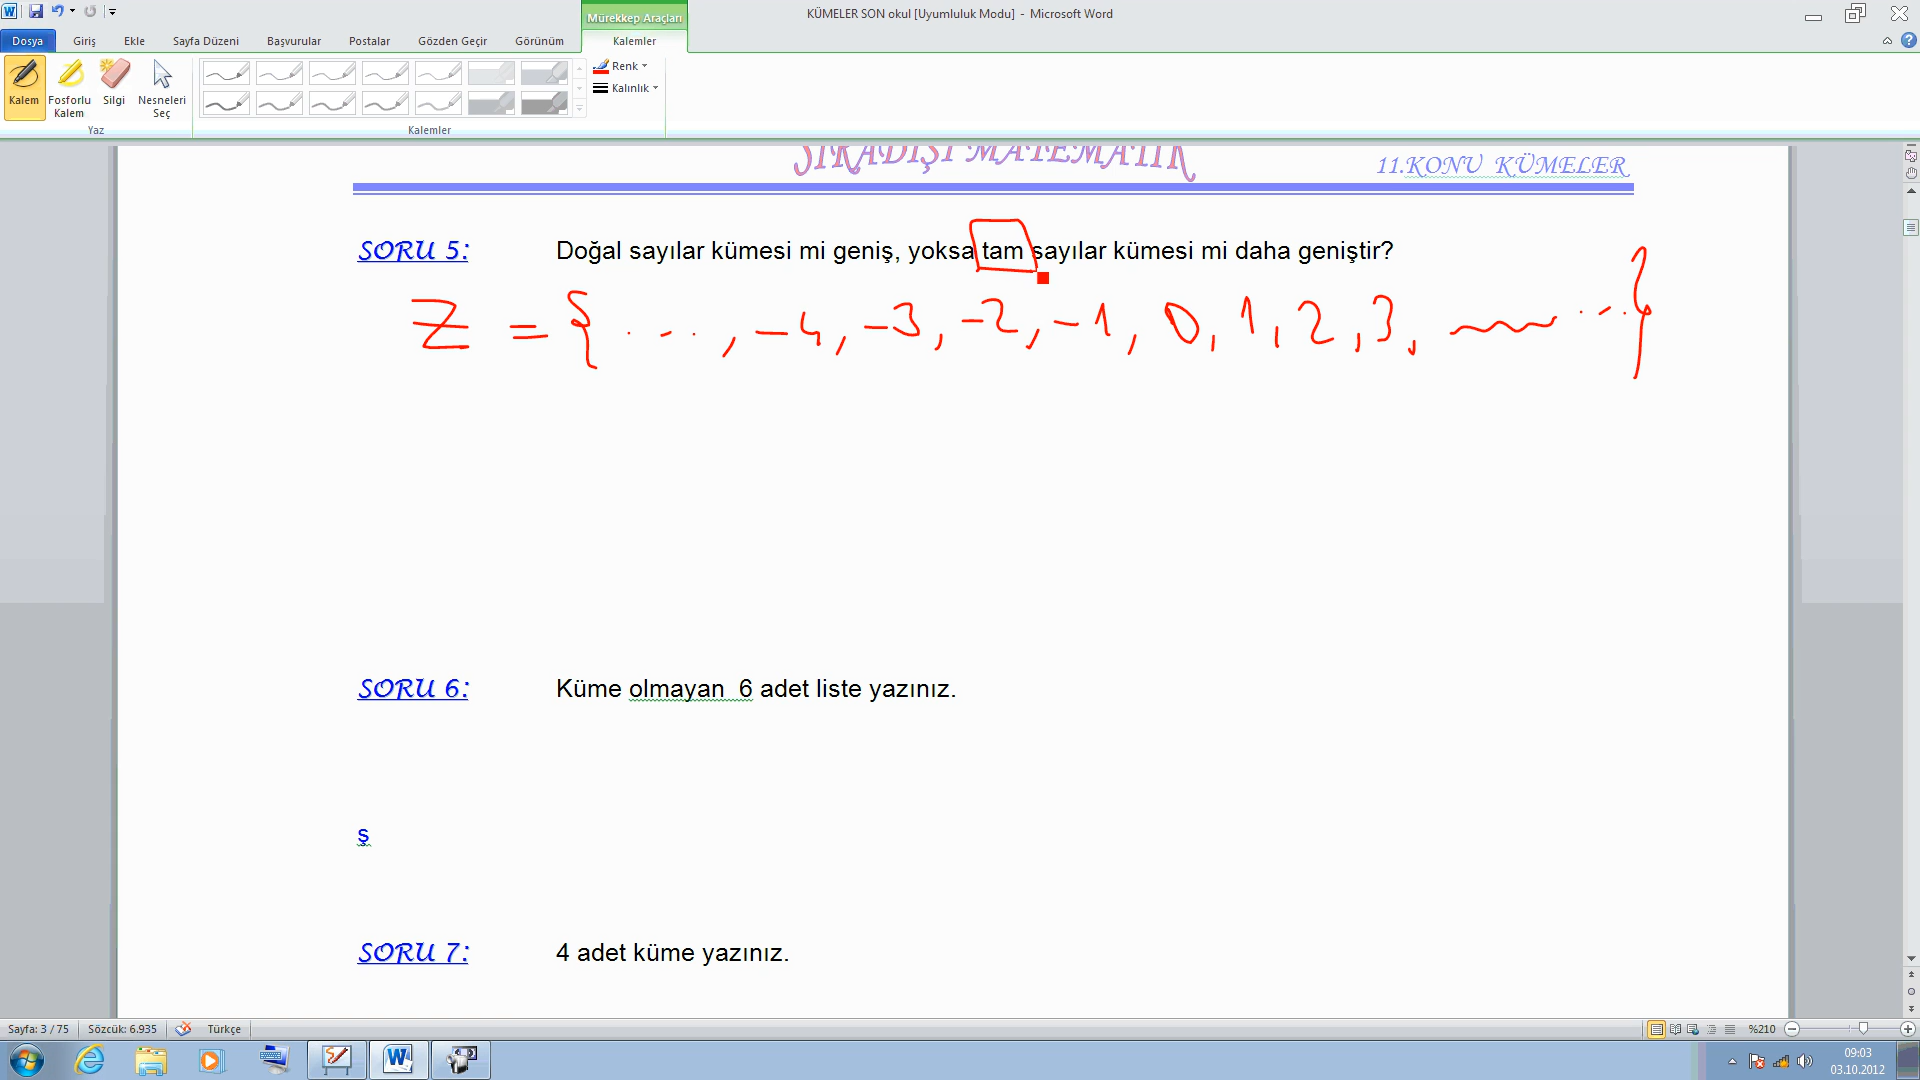 KÜMELER SON okul [Uyumluluk Modu] - Microsoft Word
Mürekkep Araçları
Dosya Giriş Ekle Sayfa Düzeni Başvurular Postalar Gözden Geçir Görünüm Kalemler
Kalem Fosforlu Kalem Silgi Nesneleri Seç
Renk
Kalınlık
Yaz Kalemler
SIRADIŞI MATEMATİK
11.KONU KÜMELER
SORU 5: Doğal sayılar kümesi mi geniş, yoksa tam sayılar kümesi mi daha geniştir?
Z = { ..., -4, -3, -2, -1, 0, 1, 2, 3, ... }
SORU 6: Küme olmayan 6 adet liste yazınız.
ş
SORU 7: 4 adet küme yazınız.
Sayfa: 3 / 75 Sözcük: 6.935 Türkçe %210
09:03
03.10.2012